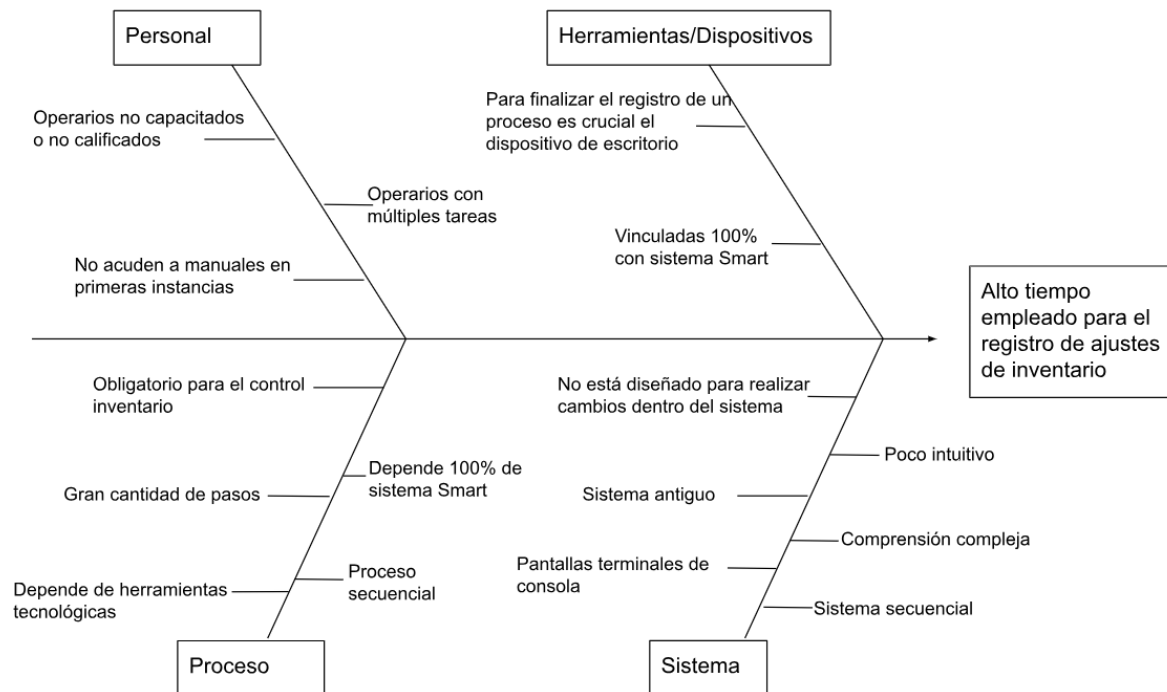 Personal
Herramientas/Dispositivos
Operarios no capacitados
o no calificados
Operarios con
múltiples tareas
No acuden a manuales en
primeras instancias
Para finalizar el registro de un
proceso es crucial el
dispositivo de escritorio
Vinculadas 100%
con sistema Smart
Alto tiempo
empleado para el
registro de ajustes
de inventario
Obligatorio para el control
inventario
Depende 100% de
sistema Smart
Gran cantidad de pasos
Proceso
secuencial
Depende de herramientas
tecnológicas
No está diseñado para realizar
cambios dentro del sistema
Poco intuitivo
Sistema antiguo
Comprensión compleja
Pantallas terminales de
consola
Sistema secuencial
Proceso
Sistema